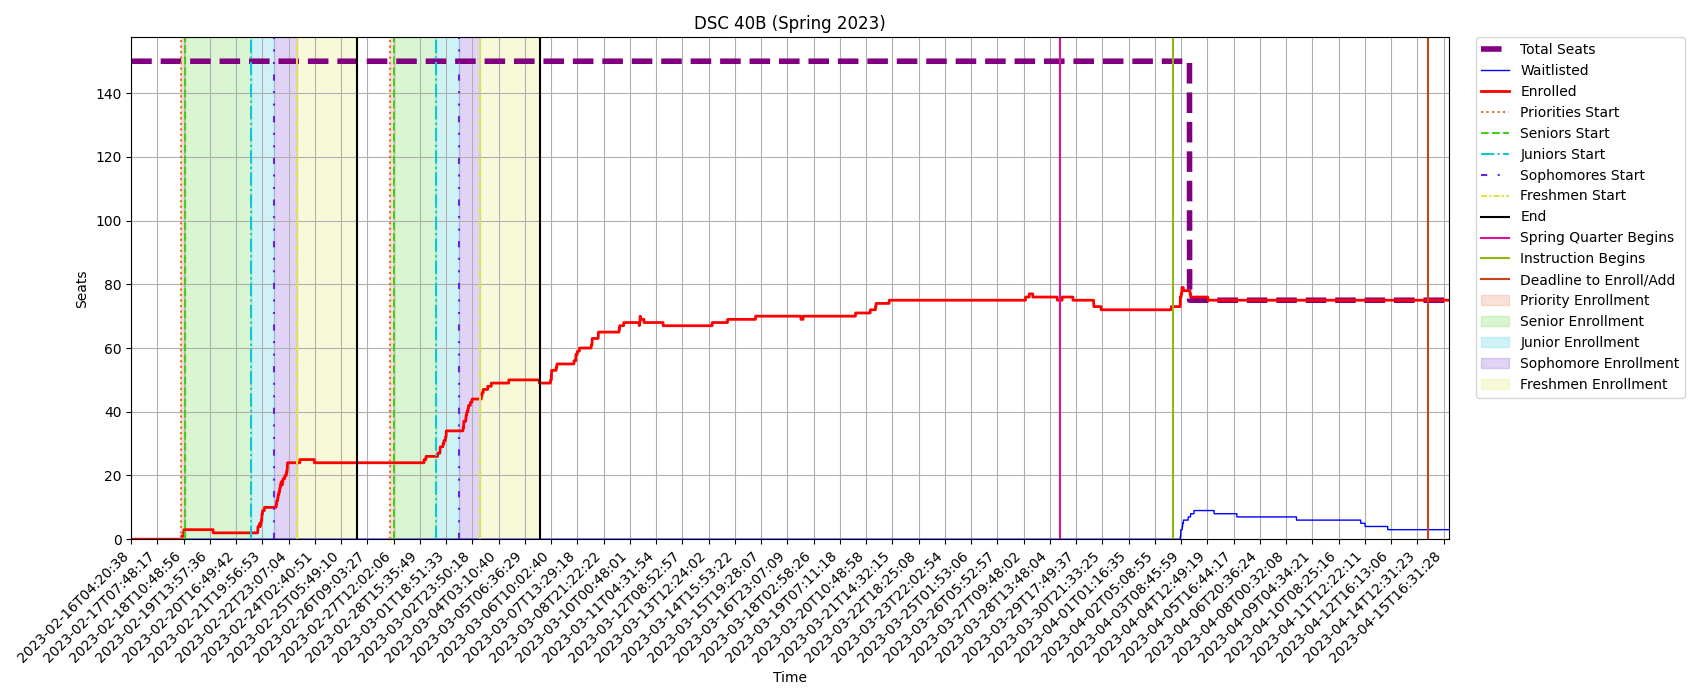 DSC 40B (Spring 2023)
Seats
140
120
100
80
60
40
20
0
2023-02-16T04:20:38
2023-02-17T07:48:17
2023-02-18T10:48:56
2023-02-19T13:57:36
2023-02-20T16:49:42
2023-02-21T19:56:53
2023-02-22T23:07:04
2023-02-24T02:40:51
2023-02-25T05:49:10
2023-02-26T09:03:27
2023-02-27T12:02:06
2023-02-28T15:35:49
2023-03-01T18:51:33
2023-03-02T23:50:18
2023-03-04T03:10:40
2023-03-05T06:36:29
2023-03-06T10:02:40
2023-03-07T13:29:18
2023-03-08T21:22:22
2023-03-10T00:48:01
2023-03-11T04:31:54
2023-03-12T08:52:57
2023-03-13T12:24:02
2023-03-14T15:53:22
2023-03-15T19:28:07
2023-03-16T23:07:09
2023-03-18T02:58:26
2023-03-19T07:11:18
2023-03-20T10:48:58
2023-03-21T14:32:15
2023-03-22T18:25:08
2023-03-23T22:02:54
2023-03-25T01:53:06
2023-03-26T05:52:57
2023-03-27T09:48:02
2023-03-28T13:48:04
2023-03-29T17:49:37
2023-03-30T21:33:25
2023-04-01T01:16:35
2023-04-02T05:08:55
2023-04-03T08:45:59
2023-04-04T12:49:19
2023-04-05T16:44:17
2023-04-06T20:36:24
2023-04-08T00:32:08
2023-04-09T04:34:21
2023-04-10T08:25:16
2023-04-11T12:22:11
2023-04-12T16:13:06
2023-04-14T12:31:23
2023-04-15T16:31:28
Time
Total Seats
Waitlisted
Enrolled
Priorities Start
Seniors Start
Juniors Start
Sophomores Start
Freshmen Start
End
Spring Quarter Begins
Instruction Begins
Deadline to Enroll/Add
Priority Enrollment
Senior Enrollment
Junior Enrollment
Sophomore Enrollment
Freshmen Enrollment